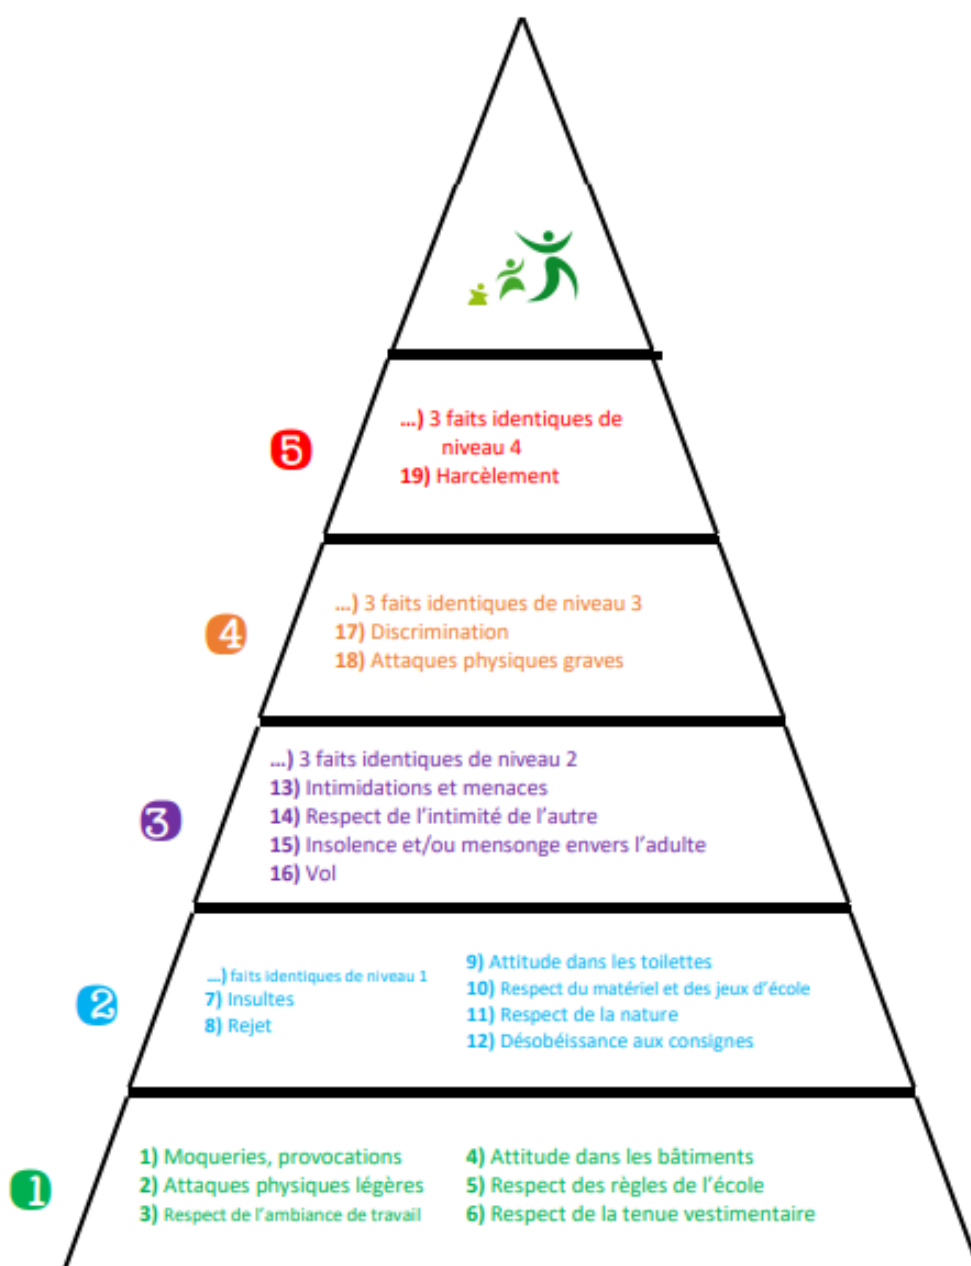 5
...) 3 faits identiques de
niveau 4
19) Harcèlement
4
...) 3 faits identiques de niveau 3
17) Discrimination
18) Attaques physiques graves
3
...) 3 faits identiques de niveau 2
13) Intimidations et menaces
14) Respect de l’intimité de l’autre
15) Insolence et/ou mensonge envers l’adulte
16) Vol
2
...) faits identiques de niveau 1
7) Insultes
8) Rejet
9) Attitude dans les toilettes
10) Respect du matériel et des jeux d’école
11) Respect de la nature
12) Désobéissance aux consignes
1
1) Moqueries, provocations
2) Attaques physiques légères
3) Respect de l’ambiance de travail
4) Attitude dans les bâtiments
5) Respect des règles de l’école
6) Respect de la tenue vestimentaire